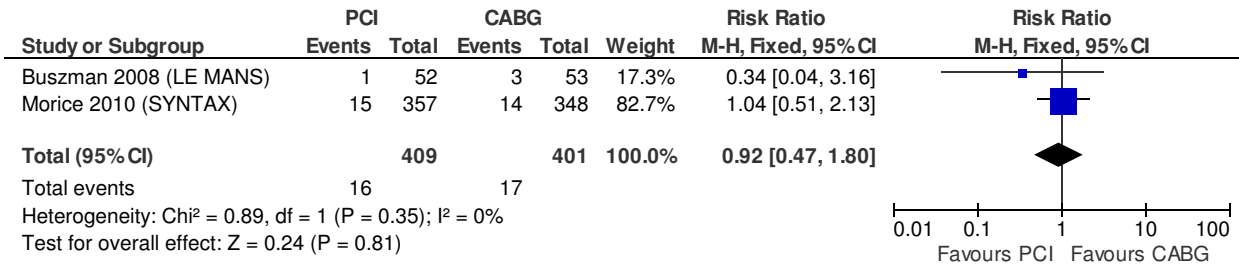 PCI CABG Risk Ratio Risk Ratio
Study or Subgroup Events Total Events Total Weight M-H, Fixed, 95% CI M-H, Fixed, 95% CI
Buszman 2008 (LE MANS) 1 52 3 53 17.3% 0.34 [0.04, 3.16]
Morice 2010 (SYNTAX) 15 357 14 348 82.7% 1.04 [0.51, 2.13]
Total (95% CI) 409 401 100.0% 0.92 [0.47, 1.80]
Total events 16 17
Heterogeneity: Chi² = 0.89, df = 1 (P = 0.35); I² = 0%
Test for overall effect: Z = 0.24 (P = 0.81)
0.01 0.1 1 10 100
Favours PCI Favours CABG